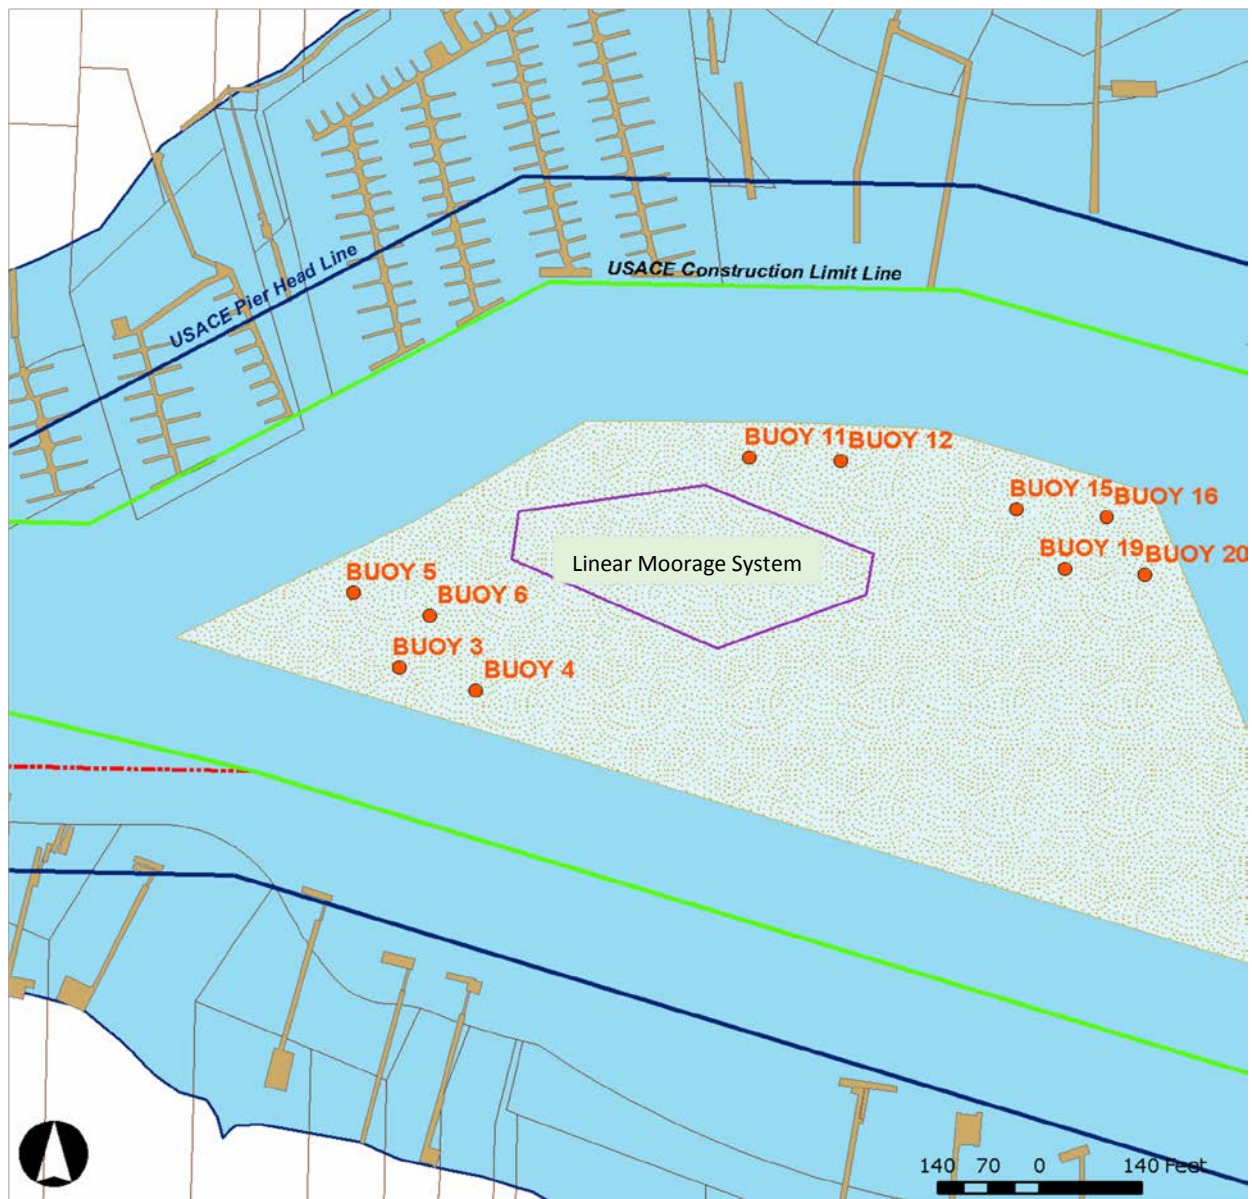 USACE Pier Head Line
USACE Construction Limit Line
BUOY 11
BUOY 12
BUOY 15
BUOY 16
BUOY 19
BUOY 20
Linear Moorage System
BUOY 5
BUOY 6
BUOY 3
BUOY 4
140 70 0 140 Feet